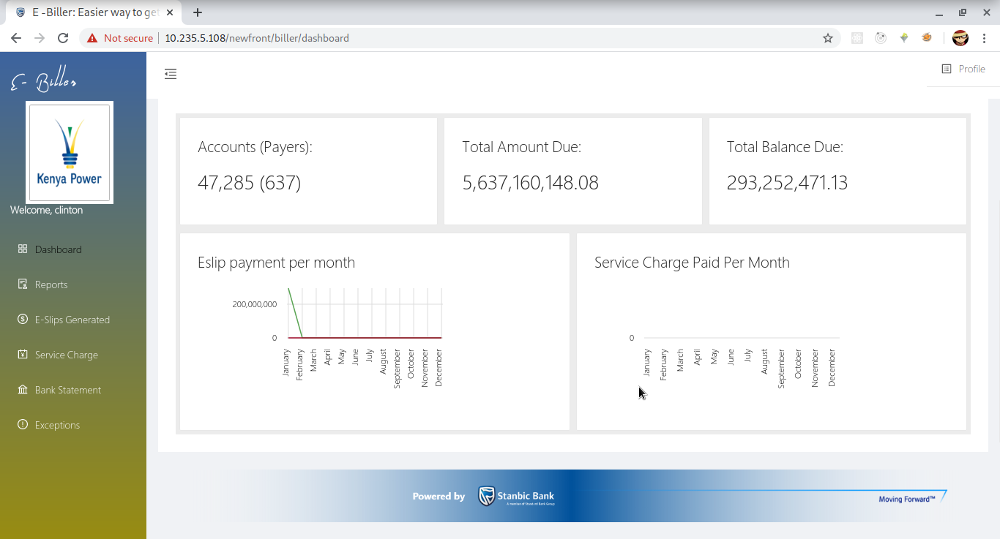 E -Biller: Easier way to get
Not secure
10.235.5.108/newfront/biller/dashboard
E- Biller
Profile
Kenya Power
Welcome, clinton
Dashboard
Reports
E-Slips Generated
Service Charge
Bank Statement
Exceptions
Accounts (Payers):
47,285 (637)
Total Amount Due:
5,637,160,148.08
Total Balance Due:
293,252,471.13
Eslip payment per month
200,000,000
0
January
February
March
April
May
June
July
August
September
October
November
December
Service Charge Paid Per Month
0
January
February
March
April
May
June
July
August
September
October
November
December
Powered by
Stanbic Bank
A member of Standard Bank Group
Moving Forward™